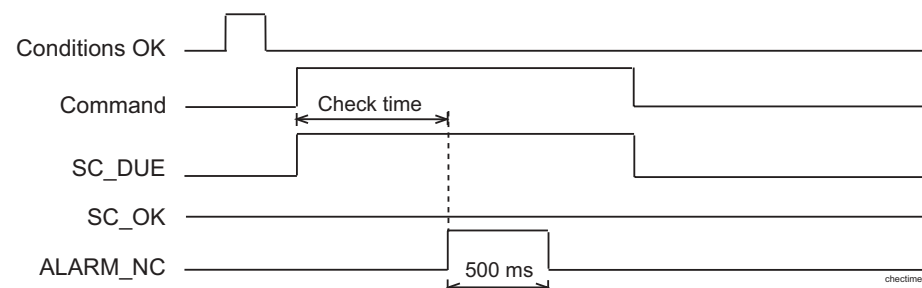 Conditions OK
Command
Check time
SC_DUE
SC_OK
ALARM_NC
500 ms
chectime